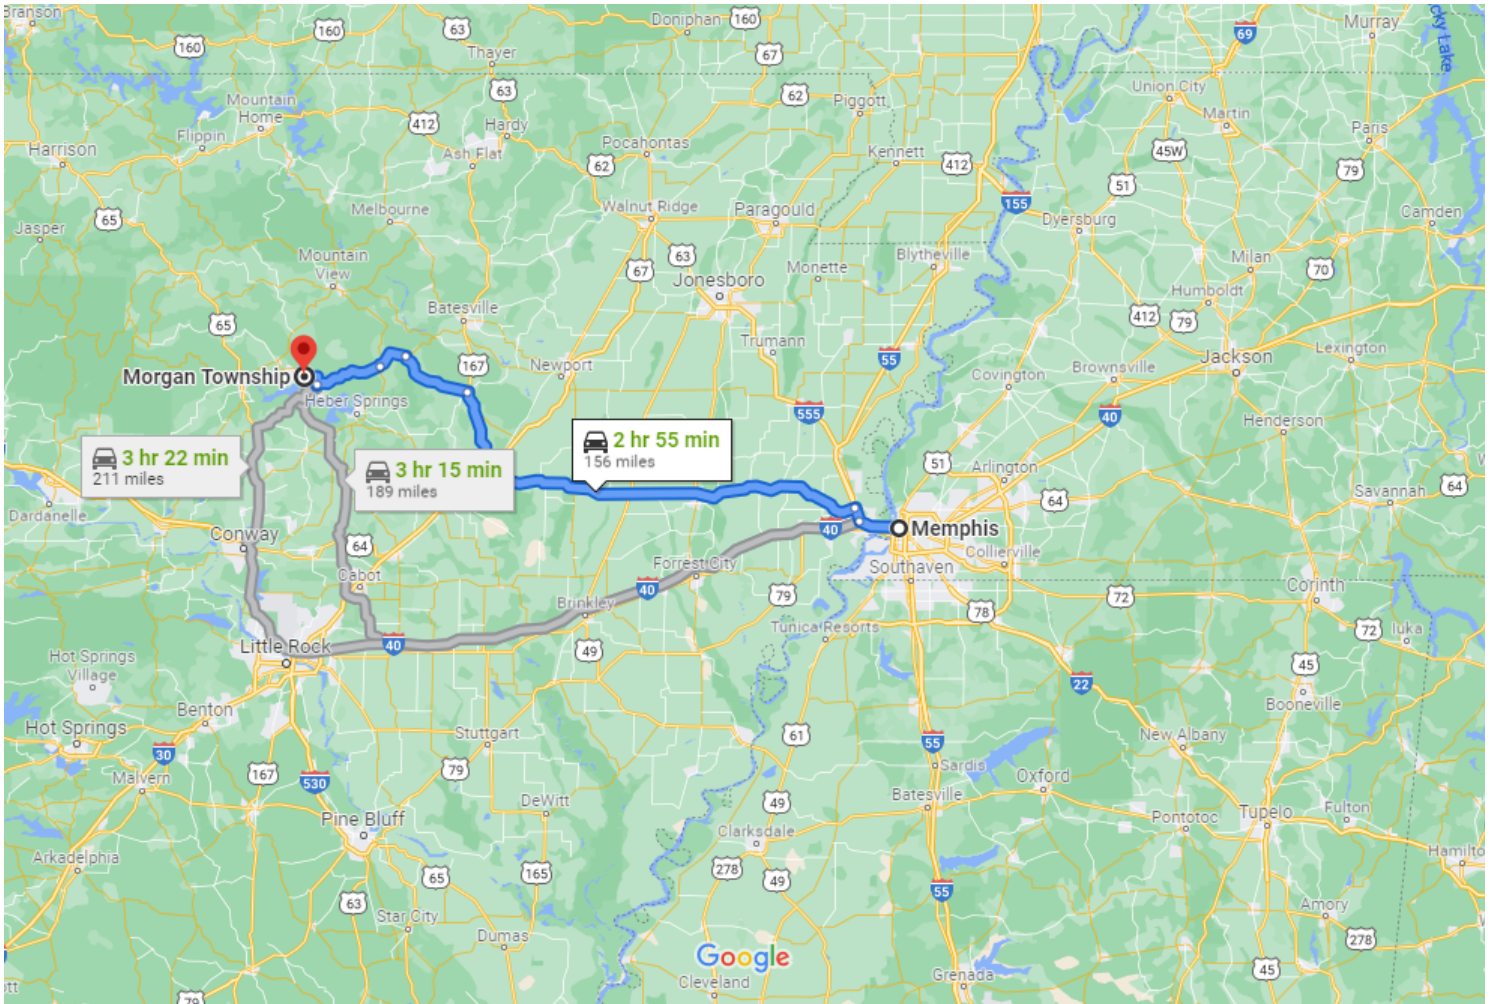 Branson
160
160
63
Thayer
Doniphan
160
67
69
Murray
cky Lake
63
62
Piggott
Union City
Martin
Mountain
Home
Flippin
412
Hardy
Ash Flat
Pocahontas
62
Kennett
412
45W
Paris
79
Harrison
65
Jasper
Melbourne
Walnut Ridge
Paragould
155
51
Dyersburg
Camden
Mountain
View
67
63
Jonesboro
Monette
Blytheville
Milan
70
Humboldt
412
79
65
Batesville
167
Newport
Trumann
55
Covington
Brownsville
Jackson
Lexington
Morgan Township
Heber Springs
555
40
Henderson
3 hr 22 min
211 miles
3 hr 15 min
189 miles
2 hr 55 min
156 miles
51
Arlington
64
Savannah
64
Dardanelle
Conway
64
Cabot
40
Memphis
Collierville
Southaven
Forrest City
40
Brinkley
79
Tunica Resorts
78
72
Corinth
72
Iuka
Little Rock
40
49
45
Booneville
22
Hot Springs
Village
Hot Springs
Benton
30
Malvern
167
530
Stuttgart
79
61
55
Sardis
New Albany
Oxford
Pine Bluff
DeWitt
49
Batesville
Clarksdale
Pontotoc
Tupelo
Fulton
Hamilto
Arkadelphia
65
165
278
49
55
63
Star City
Dumas
Amory
278
Google
Cleveland
Grenada
45
ott
79